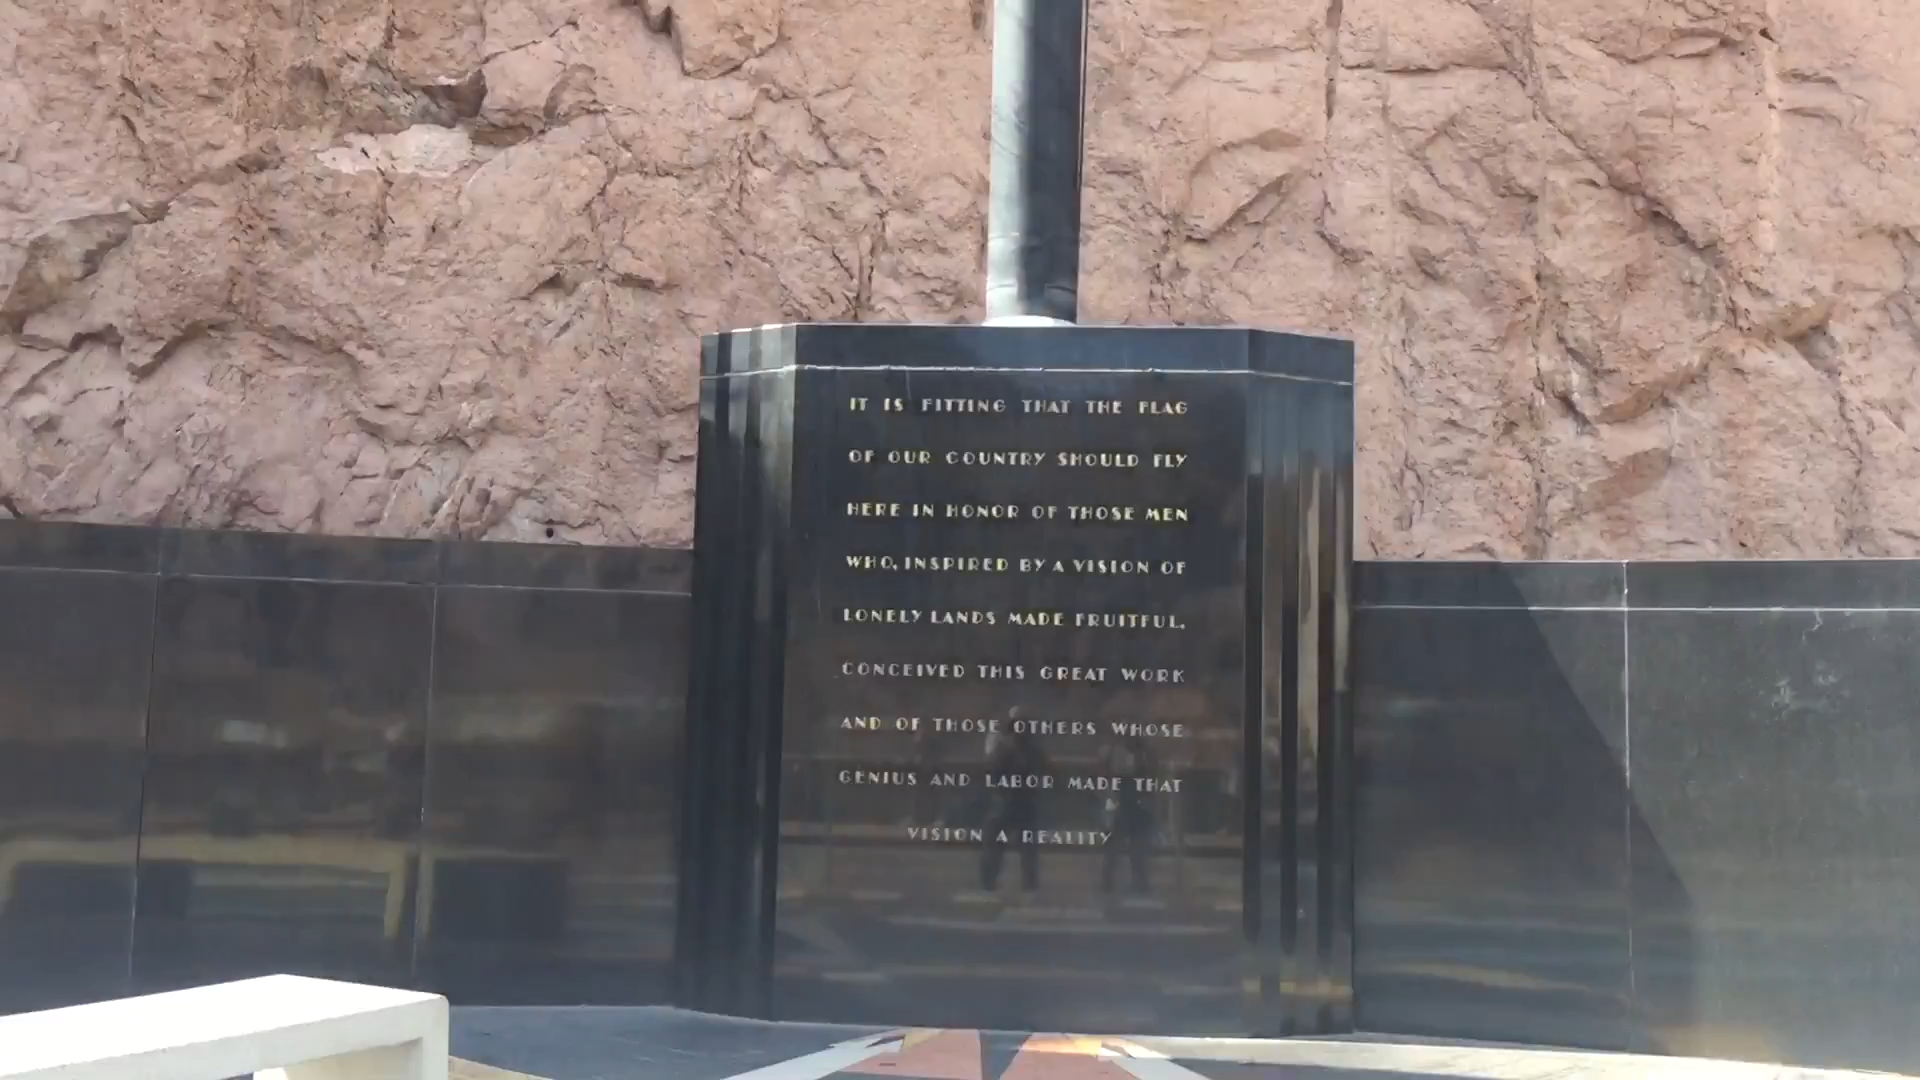 IT IS FITTING THAT THE FLAG
OF OUR COUNTRY SHOULD FLY
HERE IN HONOR OF THOSE MEN
WHO, INSPIRED BY A VISION OF
LONELY LANDS MADE FRUITFUL,
CONCEIVED THIS GREAT WORK
AND OF THOSE OTHERS WHOSE
GENIUS AND LABOR MADE THAT
VISION A REALITY